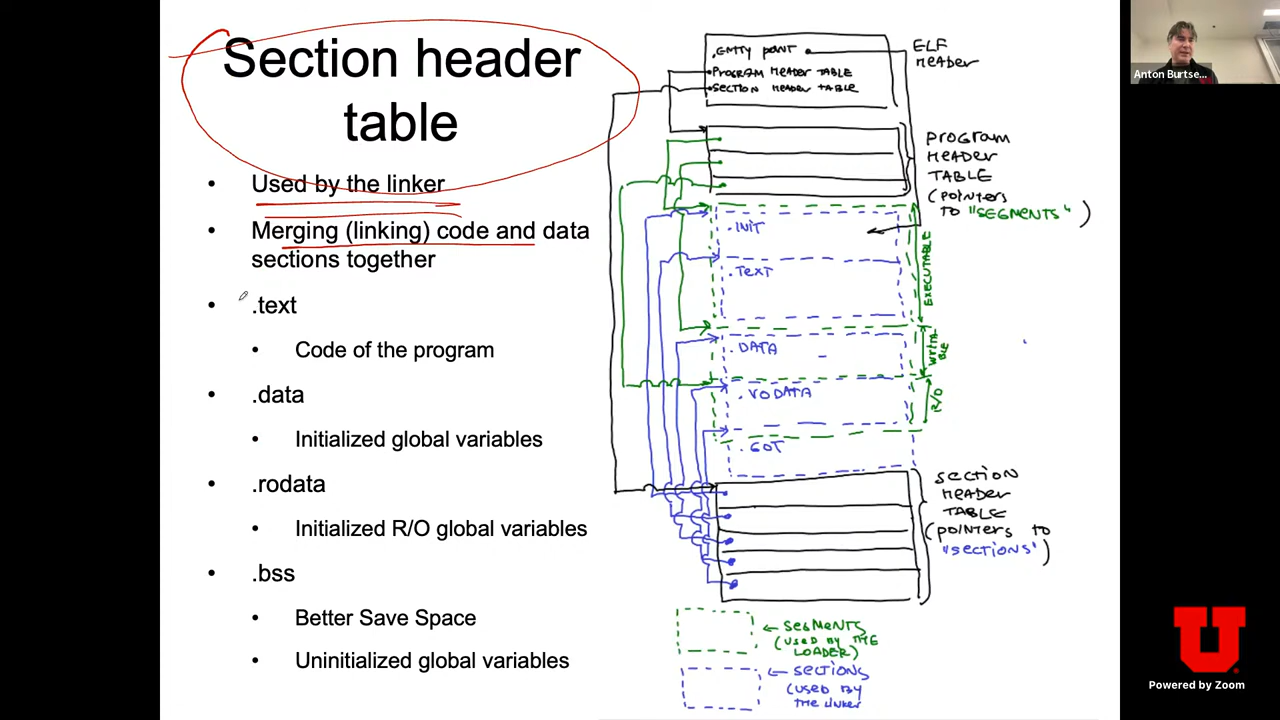 Section header
table
• Used by the linker
• Merging (linking) code and data
sections together
• .text
• Code of the program
• .data
• Initialized global variables
• .rodata
• Initialized R/O global variables
• .bss
• Better Save Space
• Uninitialized global variables
.ENTRY POINT
PROGRAM HEADER TABLE
SECTION HEADER TABLE
ELF
HEADER
PROGRAM
HEADER
TABLE
(POINTERS
TO "SEGMENTS")
.INIT
.TEXT
EXECUTABLE
.DATA
WRITA-
BLE
.RODATA
R/O
.GOT
SECTION
HEADER
TABLE
(POINTERS TO
"SECTIONS")
SEGMENTS
(USED BY THE
LOADER)
SECTIONS
(USED BY
THE LINKER
Anton Burtse...
U
Powered by Zoom